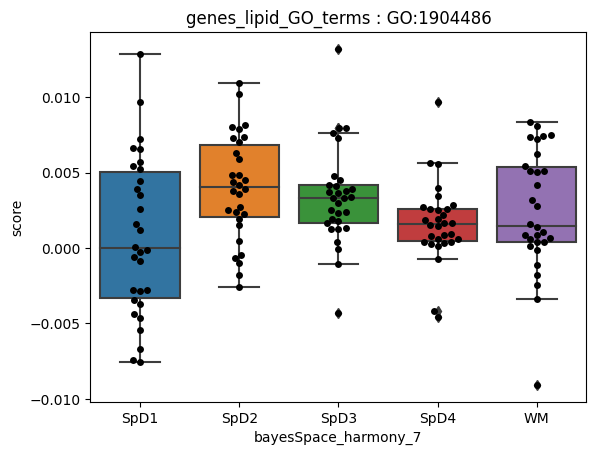 genes_lipid_GO_terms : GO:1904486
score
0.010
0.005
0.000
−0.005
−0.010
SpD1 SpD2 SpD3 SpD4 WM
bayesSpace_harmony_7